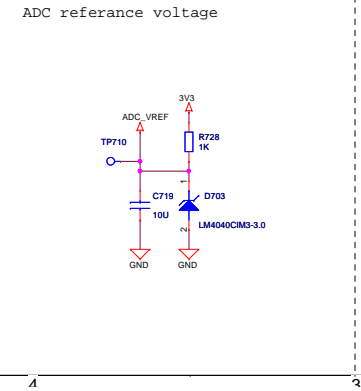 ADC referance voltage
3V3
ADC_VREF
TP710
R728
1K
1
C719
D703
10U
2
LM4040CIM3-3.0
GND
GND
4
3